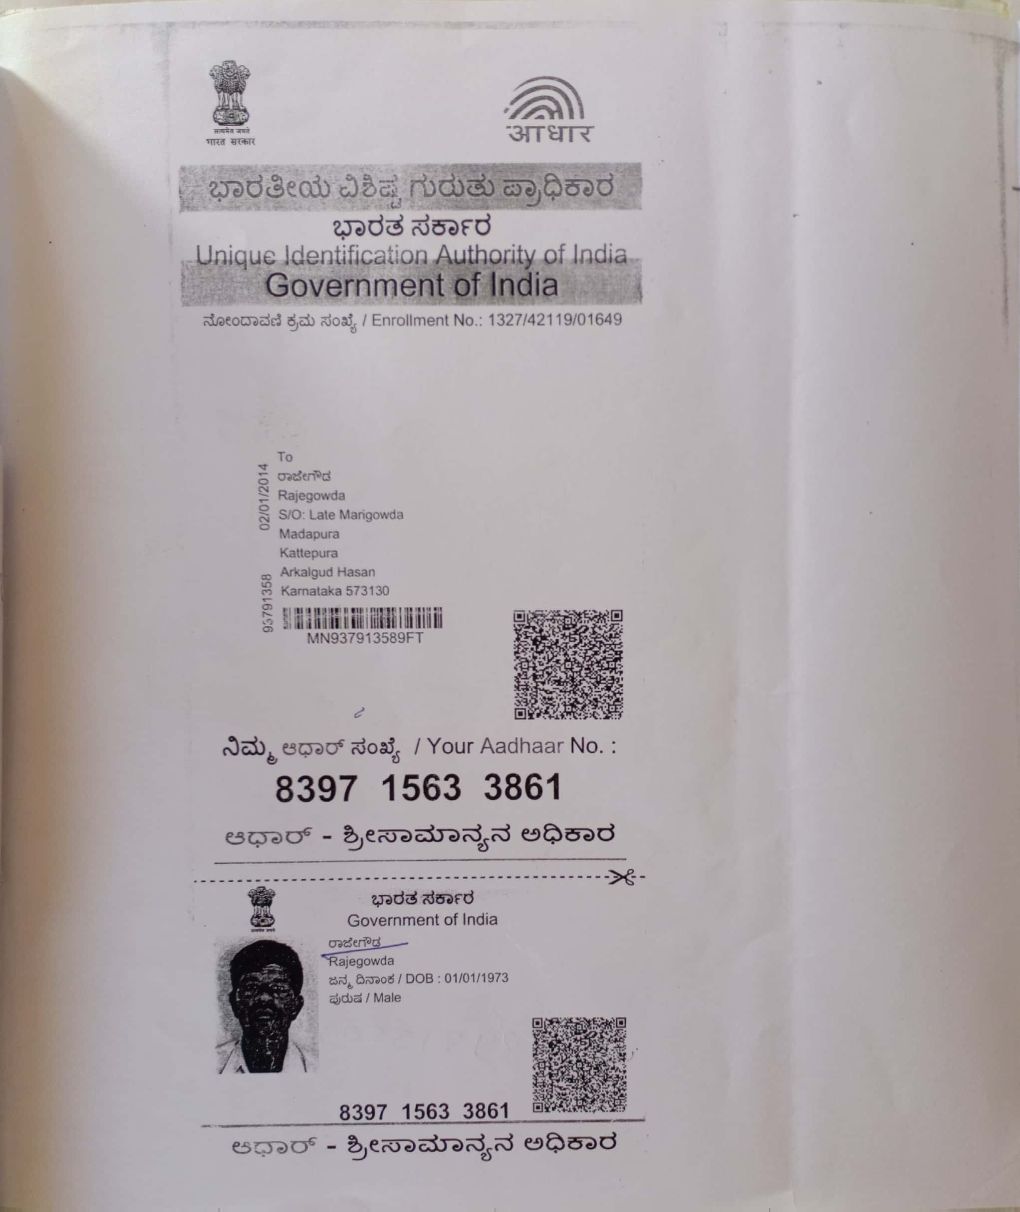 सत्यमेव जयते
भारत सरकार
आधार
ಭಾರತೀಯ ವಿಶಿಷ್ಟ ಗುರುತು ಪ್ರಾಧಿಕಾರ
ಭಾರತ ಸರ್ಕಾರ
Unique Identification Authority of India
Government of India
ನೋಂದಾವಣಿ ಕ್ರಮ ಸಂಖ್ಯೆ / Enrollment No.: 1327/42119/01649
02/01/2014
93791358
To
ರಾಜೇಗೌಡ
Rajegowda
S/O: Late Marigowda
Madapura
Kattepura
Arkalgud Hasan
Karnataka 573130
MN937913589FT
ನಿಮ್ಮ ಆಧಾರ್ ಸಂಖ್ಯೆ / Your Aadhaar No. :
8397 1563 3861
ಆಧಾರ್ - ಶ್ರೀಸಾಮಾನ್ಯನ ಅಧಿಕಾರ
सत्यमेव जयते
ಭಾರತ ಸರ್ಕಾರ
Government of India
ರಾಜೇಗೌಡ
Rajegowda
ಜನ್ಮ ದಿನಾಂಕ / DOB : 01/01/1973
ಪುರುಷ / Male
8397 1563 3861
ಆಧಾರ್ - ಶ್ರೀಸಾಮಾನ್ಯನ ಅಧಿಕಾರ